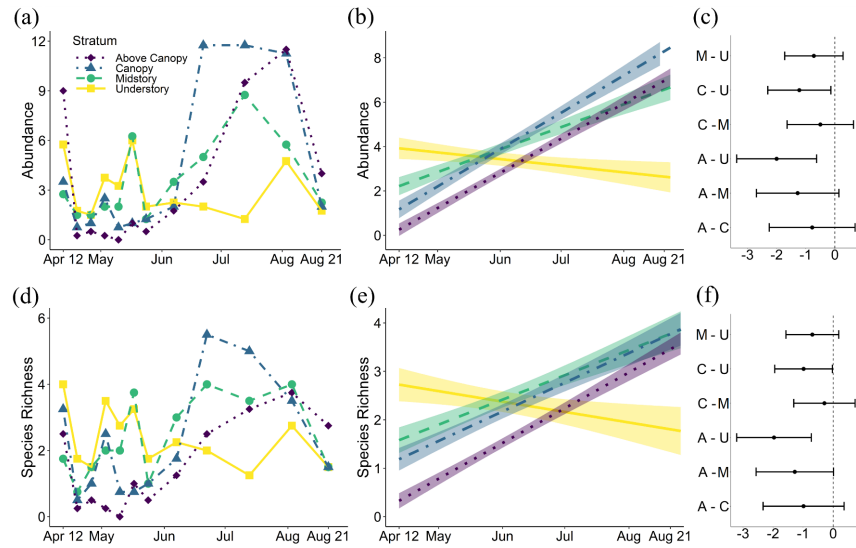 (a)
Stratum
Above Canopy
Canopy
Midstory
Understory
Abundance
12
9
6
3
0
Apr 12 May Jun Jul Aug Aug 21
(b)
Abundance
8
6
4
2
0
Apr 12 May Jun Jul Aug Aug 21
(c)
M - U
C - U
C - M
A - U
A - M
A - C
-3 -2 -1 0
(d)
Species Richness
6
4
2
0
Apr 12 May Jun Jul Aug Aug 21
(e)
Species Richness
4
3
2
1
0
Apr 12 May Jun Jul Aug Aug 21
(f)
M - U
C - U
C - M
A - U
A - M
A - C
-3 -2 -1 0